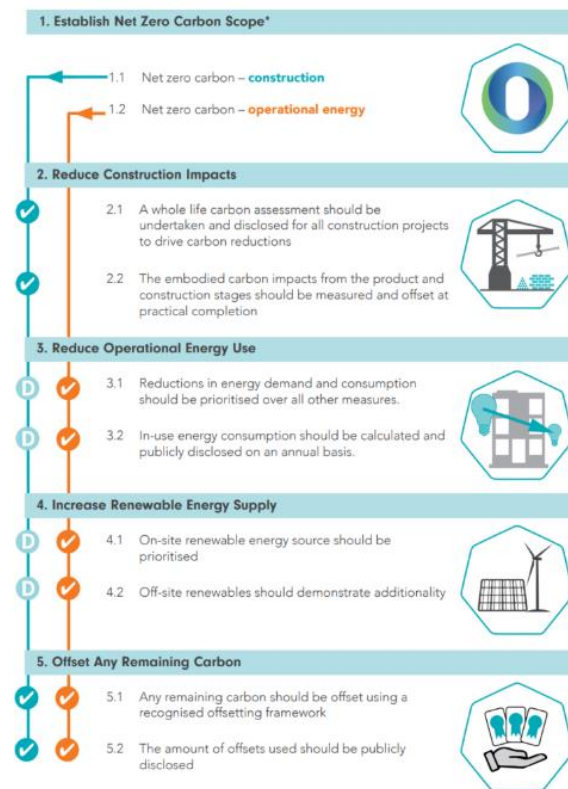 1. Establish Net Zero Carbon Scope*
1.1 Net zero carbon – construction
1.2 Net zero carbon – operational energy
2. Reduce Construction Impacts
2.1 A whole life carbon assessment should be
undertaken and disclosed for all construction projects
to drive carbon reductions
2.2 The embodied carbon impacts from the product and
construction stages should be measured and offset at
practical completion
3. Reduce Operational Energy Use
D 3.1 Reductions in energy demand and consumption
should be prioritised over all other measures.
D 3.2 In-use energy consumption should be calculated and
publicly disclosed on an annual basis.
4. Increase Renewable Energy Supply
D 4.1 On-site renewable energy source should be
prioritised
D 4.2 Off-site renewables should demonstrate additionality
5. Offset Any Remaining Carbon
5.1 Any remaining carbon should be offset using a
recognised offsetting framework
5.2 The amount of offsets used should be publicly
disclosed